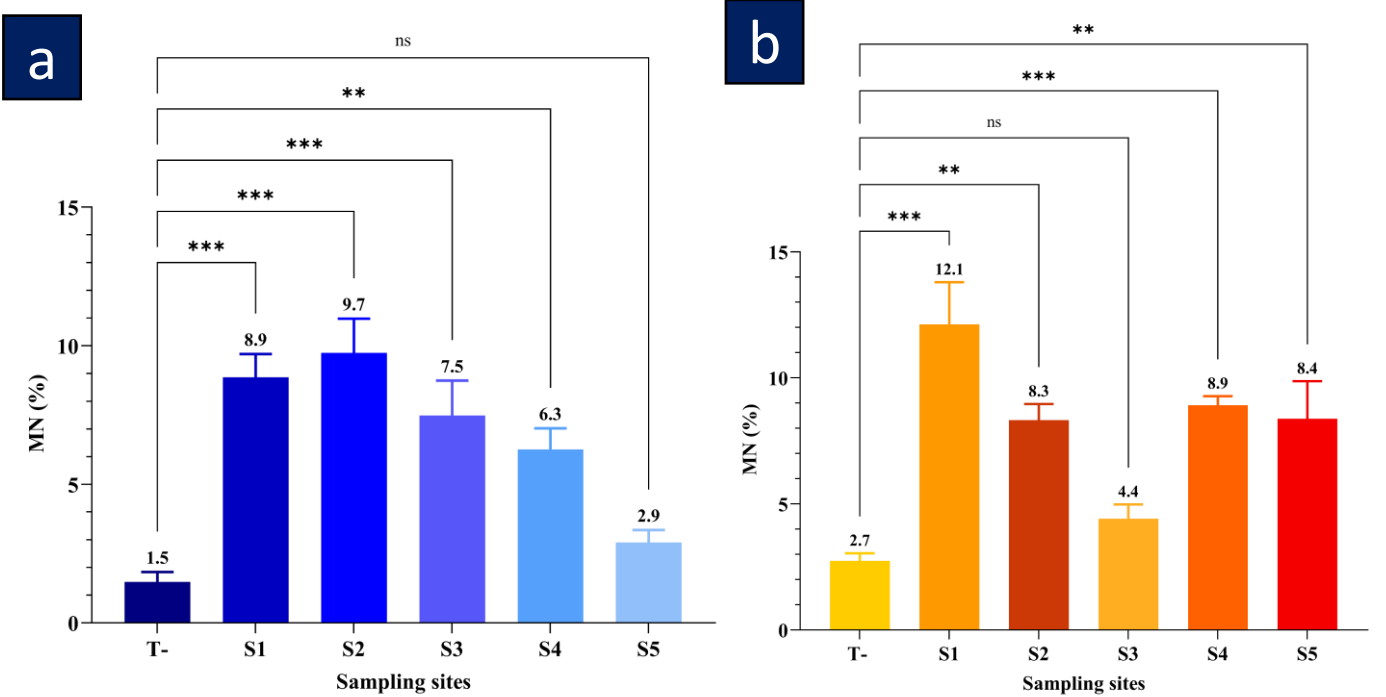 a
ns
**
***
***
***
15
10
5
0
MN (%)
1.5
8.9
9.7
7.5
6.3
2.9
T- S1 S2 S3 S4 S5
Sampling sites
b
**
***
ns
**
***
15
10
5
0
MN (%)
2.7
12.1
8.3
4.4
8.9
8.4
T- S1 S2 S3 S4 S5
Sampling sites